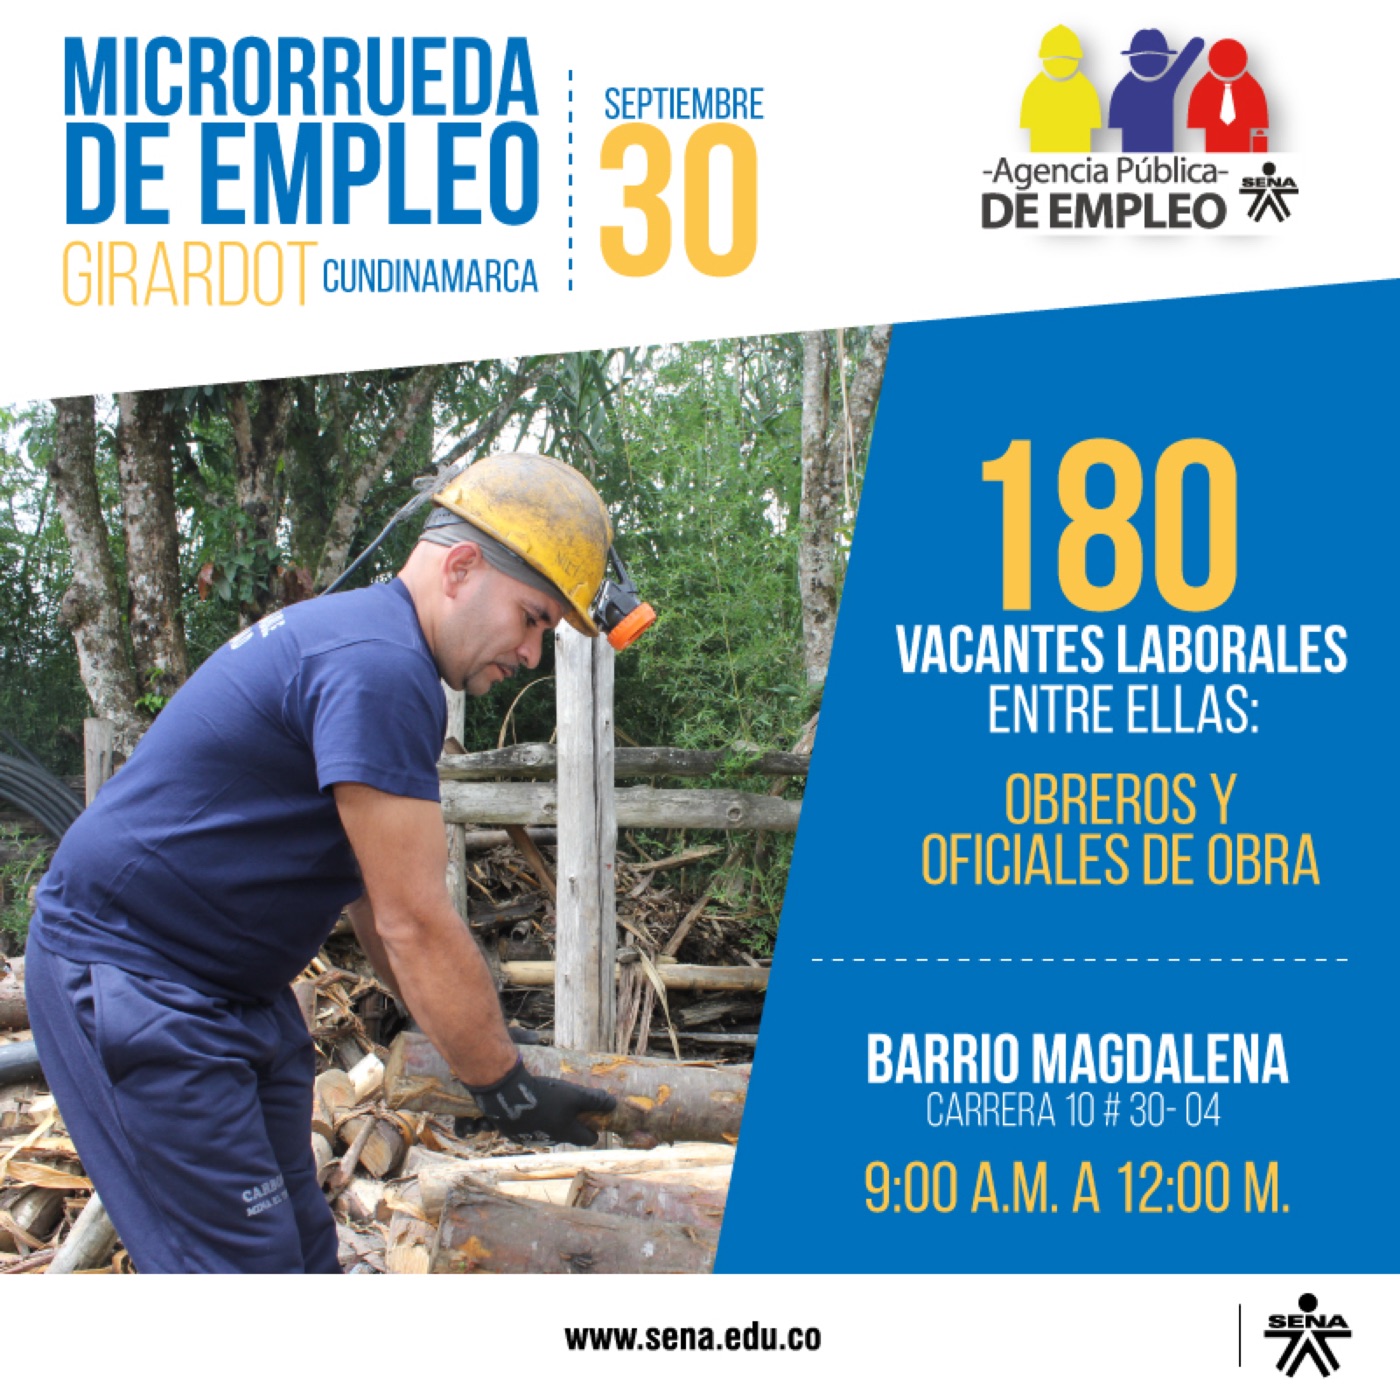 MICRORRUEDA
DE EMPLEO
GIRARDOT CUNDINAMARCA
SEPTIEMBRE
30
-Agencia Pública-
DE EMPLEO
SENA
180
VACANTES LABORALES
ENTRE ELLAS:
OBREROS Y
OFICIALES DE OBRA
BARRIO MAGDALENA
CARRERA 10 # 30- 04
9:00 A.M. A 12:00 M.
www.sena.edu.co
SENA